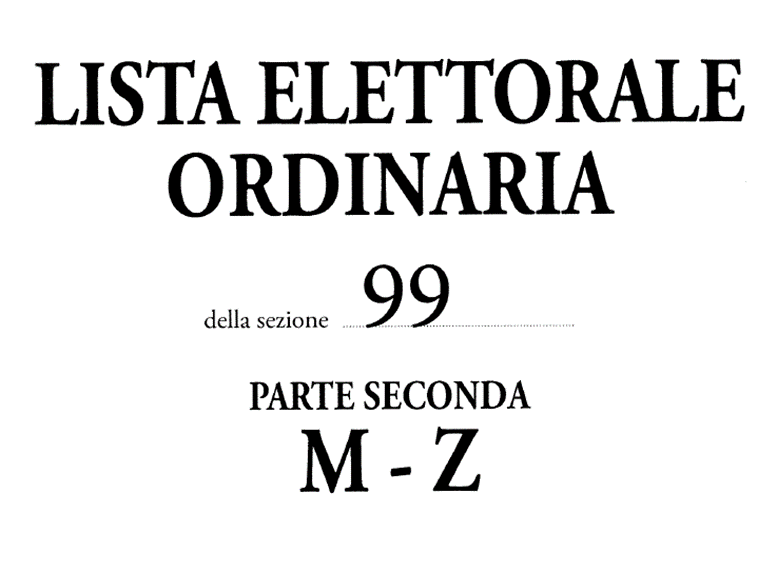 LISTA ELETTORALE
ORDINARIA
della sezione 99
PARTE SECONDA
M - Z